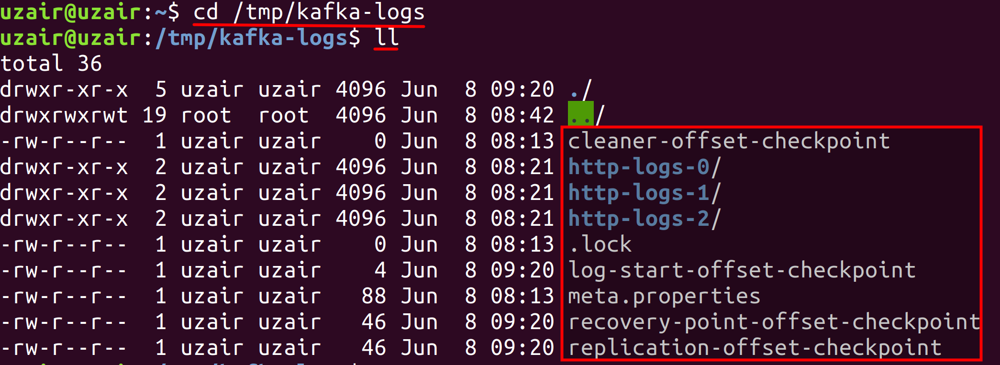 uzair@uzair:~$ cd /tmp/kafka-logs
uzair@uzair:/tmp/kafka-logs$ ll
total 36
drwxr-xr-x  5 uzair uzair 4096 Jun  8 09:20 ./
drwxrwxrwt 19 root  root  4096 Jun  8 08:42 ../
-rw-r--r--  1 uzair uzair    0 Jun  8 08:13 cleaner-offset-checkpoint
drwxr-xr-x  2 uzair uzair 4096 Jun  8 08:21 http-logs-0/
drwxr-xr-x  2 uzair uzair 4096 Jun  8 08:21 http-logs-1/
drwxr-xr-x  2 uzair uzair 4096 Jun  8 08:21 http-logs-2/
-rw-r--r--  1 uzair uzair    0 Jun  8 08:13 .lock
-rw-r--r--  1 uzair uzair    4 Jun  8 09:20 log-start-offset-checkpoint
-rw-r--r--  1 uzair uzair   88 Jun  8 08:13 meta.properties
-rw-r--r--  1 uzair uzair   46 Jun  8 09:20 recovery-point-offset-checkpoint
-rw-r--r--  1 uzair uzair   46 Jun  8 09:20 replication-offset-checkpoint